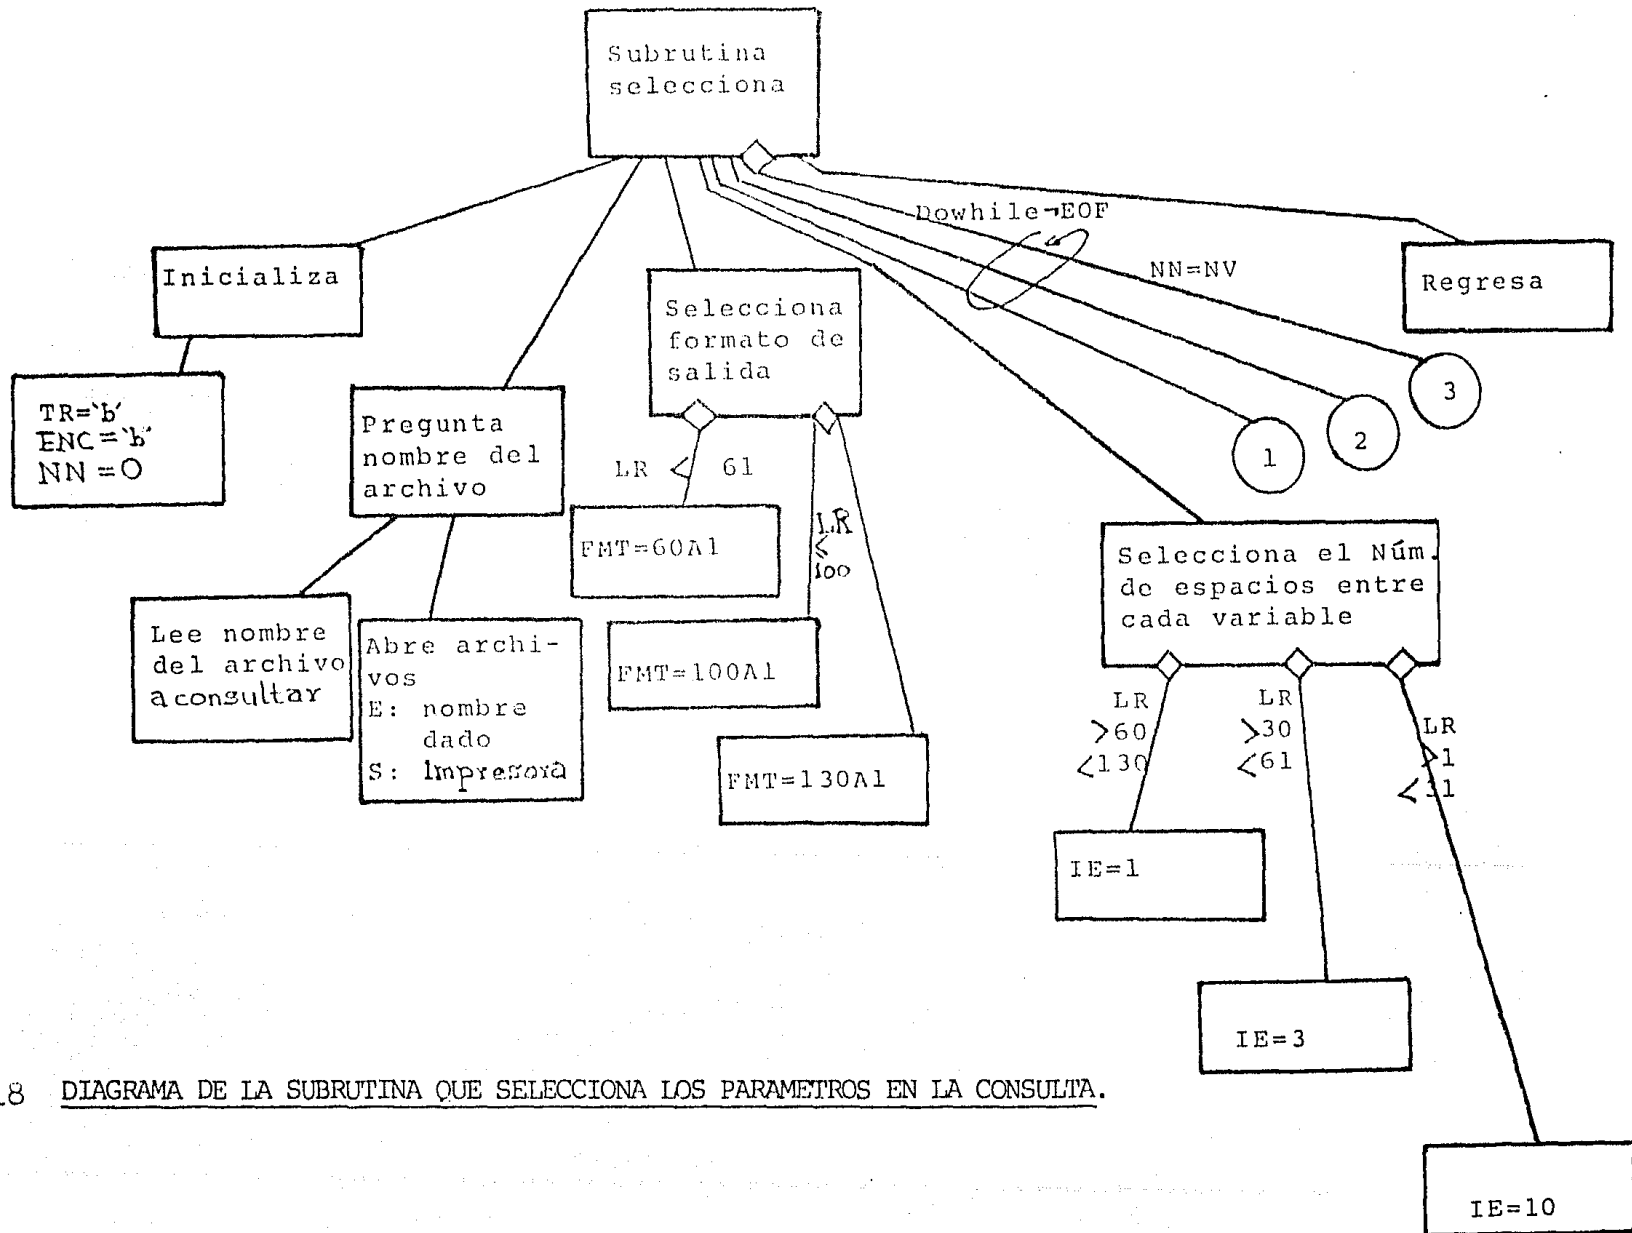 Subrutina
selecciona
Dowhile¬EOF
NN=NV
Inicializa
Regresa
Selecciona
formato de
salida
TR='b'
ENC='b'
NN=O
Pregunta
nombre del
archivo
3
2
1
LR < 61
LR
≤
100
FMT=60A1
Lee nombre
del archivo
a consultar
Abre archi-
vos
E: nombre
dado
S: Impresora
FMT=100A1
FMT=130A1
Selecciona el Núm.
de espacios entre
cada variable
LR
>60
<130
LR
>30
<61
LR
>1
<31
IE=1
IE=3
IE=10
.8 DIAGRAMA DE LA SUBRUTINA QUE SELECCIONA LOS PARAMETROS EN LA CONSULTA.